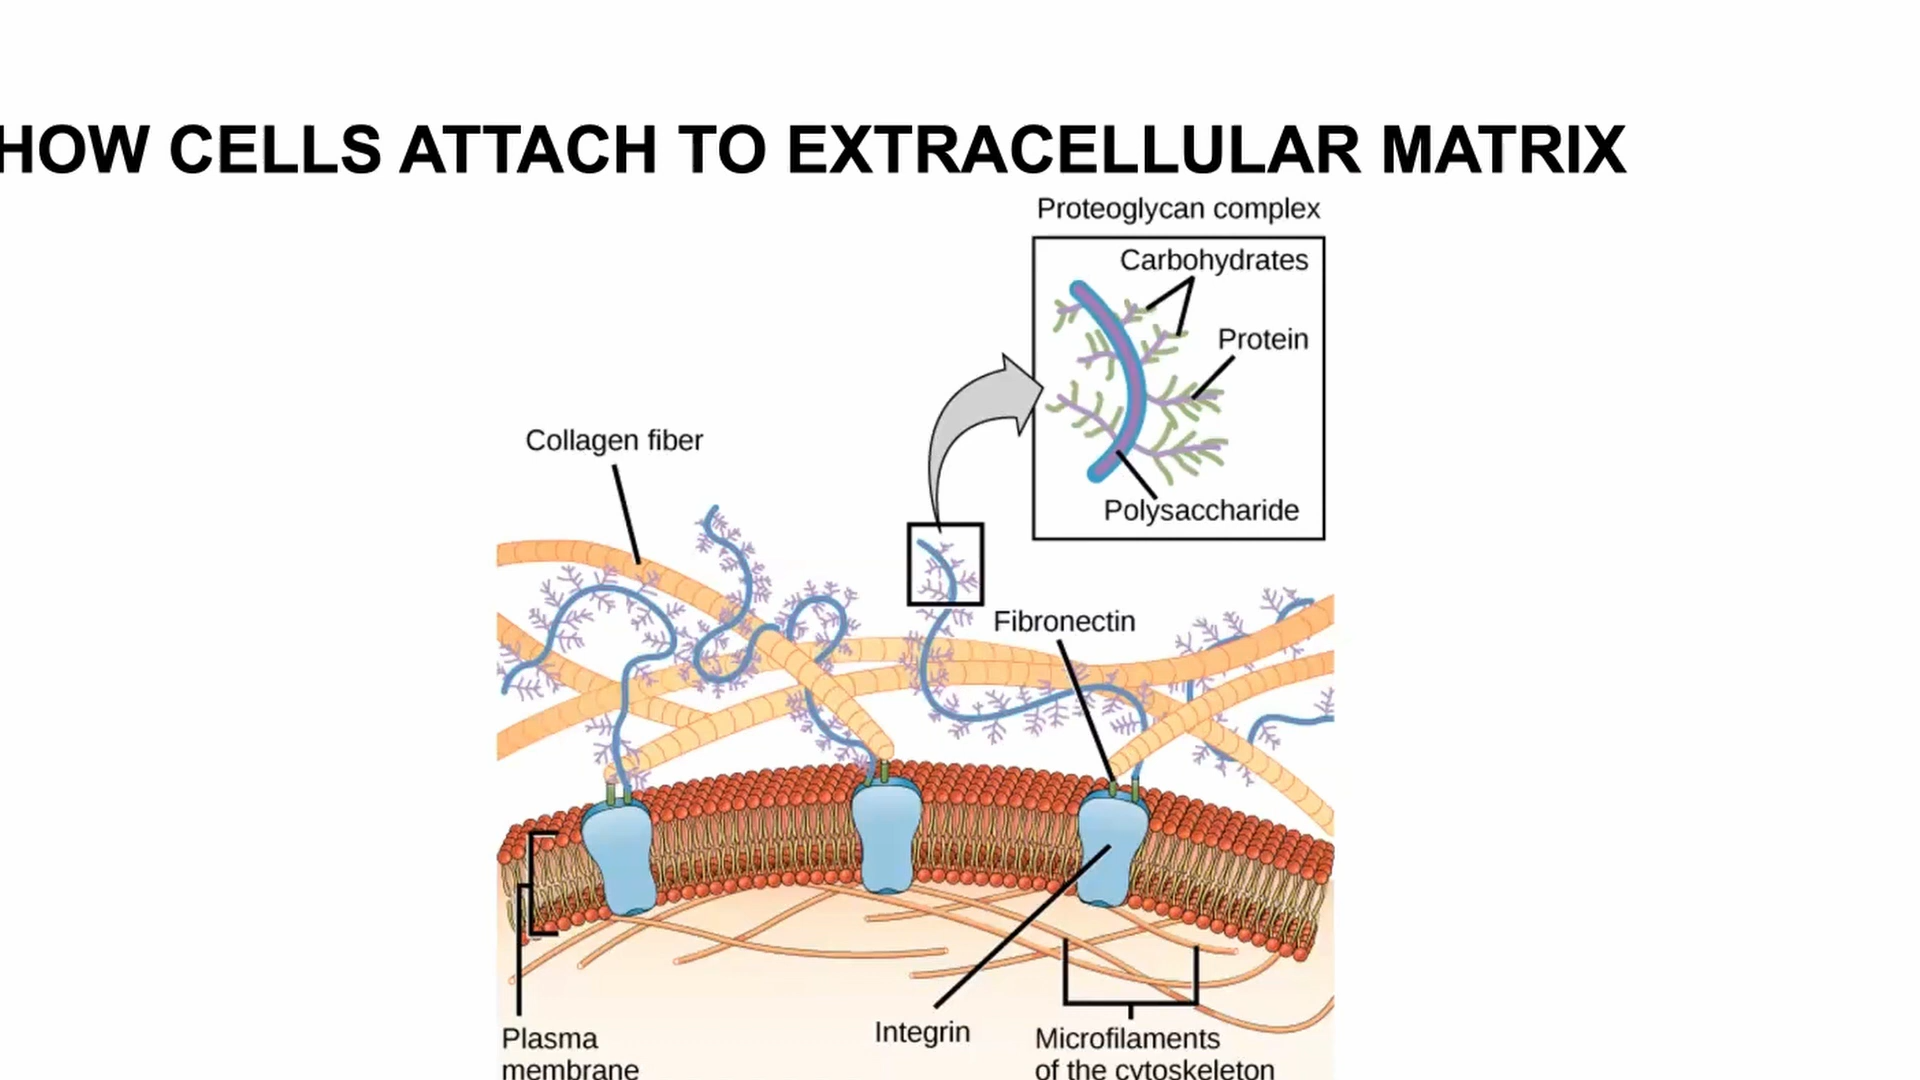 HOW CELLS ATTACH TO EXTRACELLULAR MATRIX
Proteoglycan complex
Carbohydrates
Protein
Polysaccharide
Collagen fiber
Fibronectin
Integrin
Plasma
membrane
Microfilaments
of the cytoskeleton